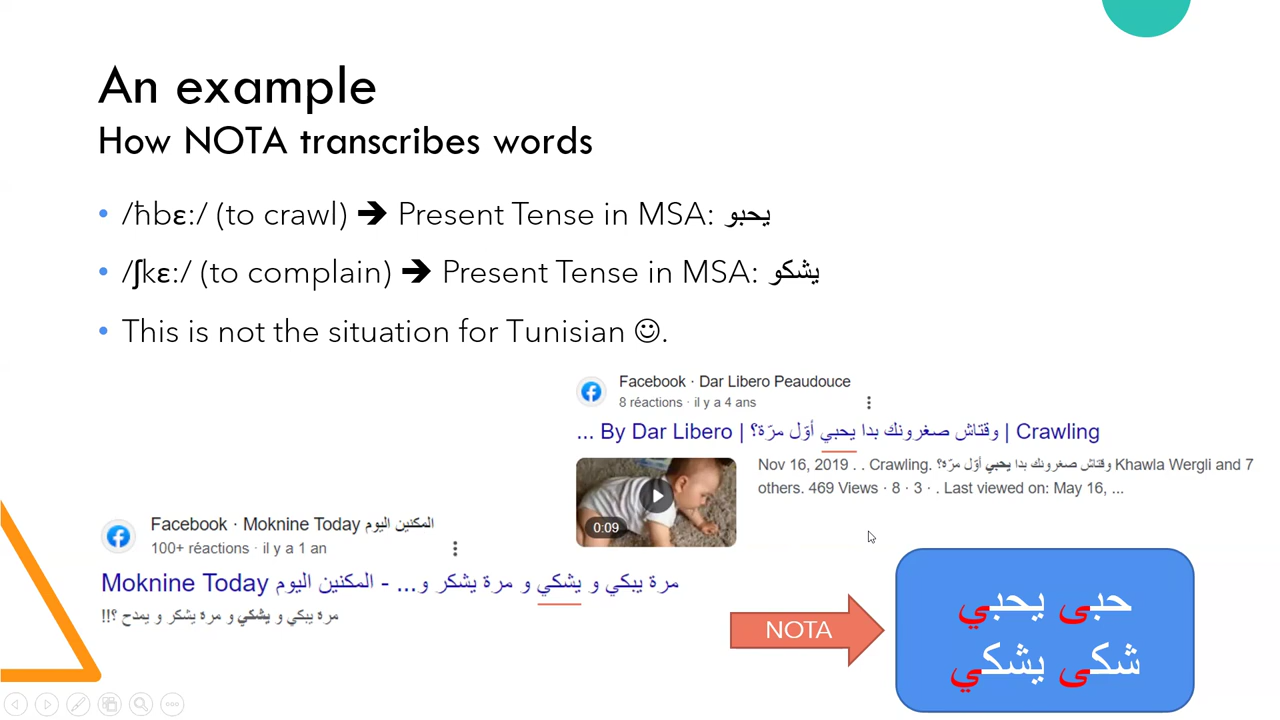 An example
How NOTA transcribes words
• /ħbɛ:/ (to crawl) 🡺 Present Tense in MSA: يحبو
• /ʃkɛ:/ (to complain) 🡺 Present Tense in MSA: يشكو
• This is not the situation for Tunisian ☺.
Facebook · Dar Libero Peaudouce
8 réactions · il y a 4 ans
... By Dar Libero | وقتاش صغرونك بدا يحبي أوّل مرّة؟ | Crawling
Nov 16, 2019 . . Crawling. وقتاش صغرونك بدا يحبي أوّل مرّة؟ Khawla Wergli and 7
others. 469 Views · 8 · 3 · . Last viewed on: May 16, ...
0:09
Facebook · Moknine Today المكنين اليوم
100+ réactions · il y a 1 an
مرة يبكي و يشكي و مرة يشكر و... - المكنين اليوم Moknine Today
مرة يبكي و يشكي و مرة يشكر و يمدح ؟!!
NOTA
حبى يحبي
شكى يشكي